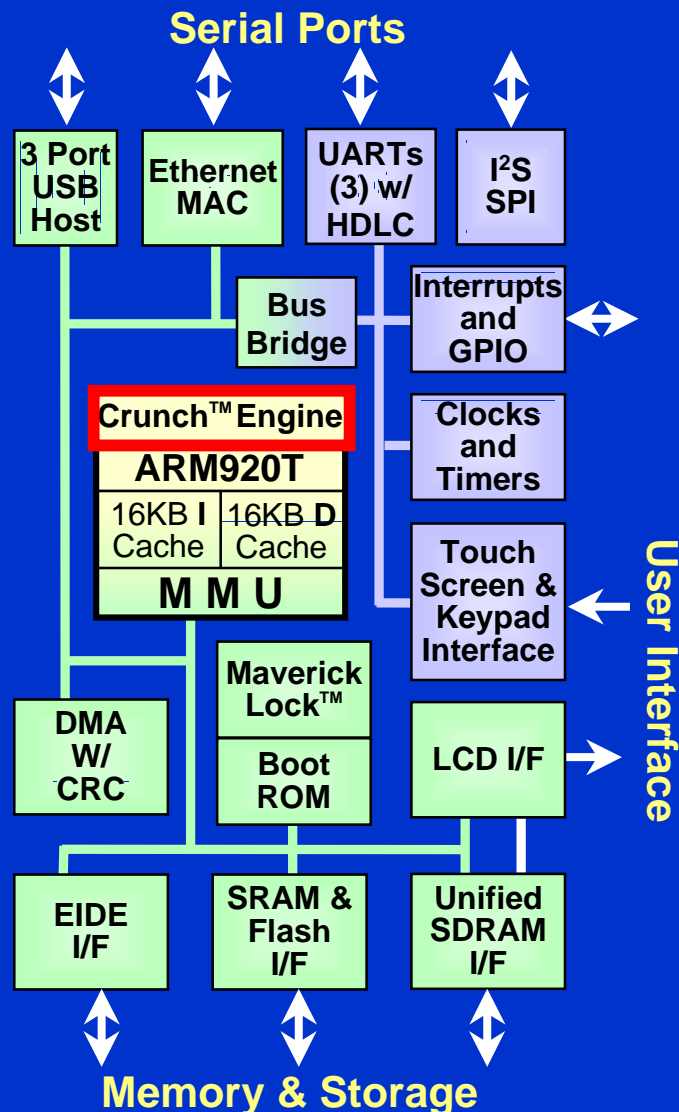 Serial Ports
3 Port
USB
Host
Ethernet
MAC
UARTs
(3) w/
HDLC
I²S
SPI
Bus
Bridge
Interrupts
and
GPIO
Crunch™ Engine
ARM920T
16KB I
Cache
16KB D
Cache
MMU
Clocks
and
Timers
Touch
Screen &
Keypad
Interface
User Interface
Maverick
Lock™
Boot
ROM
DMA
W/
CRC
LCD I/F
EIDE
I/F
SRAM &
Flash
I/F
Unified
SDRAM
I/F
Memory & Storage